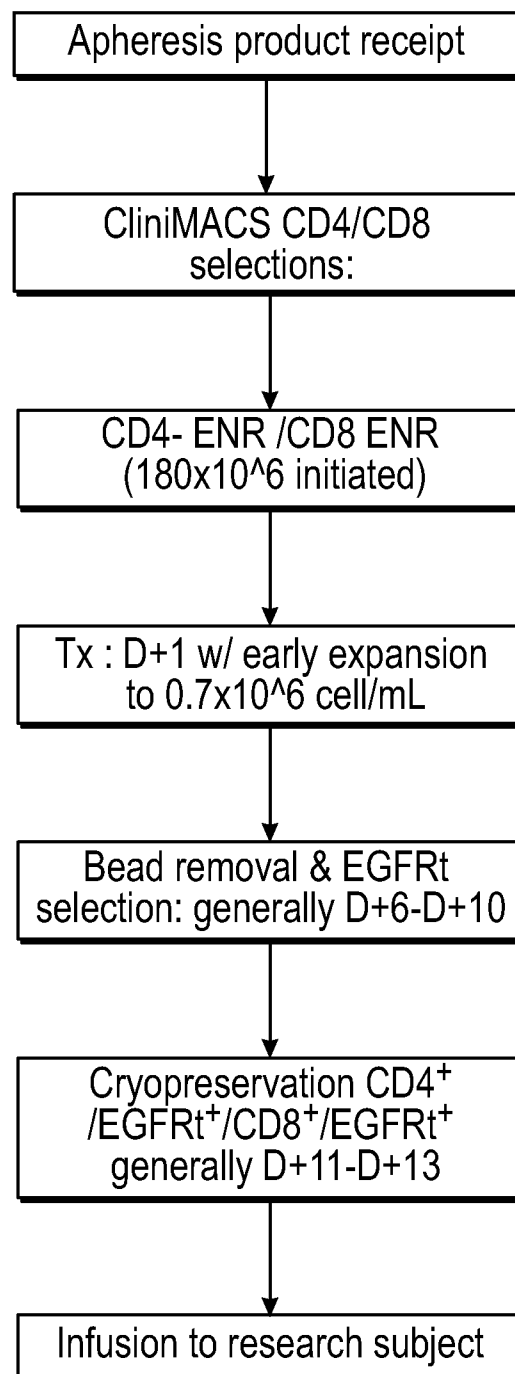 Apheresis product receipt
CliniMACS CD4/CD8
selections:
CD4- ENR /CD8 ENR
(180x10^6 initiated)
Tx : D+1 w/ early expansion
to 0.7x10^6 cell/mL
Bead removal & EGFRt
selection: generally D+6-D+10
Cryopreservation CD4⁺
/EGFRt⁺/CD8⁺/EGFRt⁺
generally D+11-D+13
Infusion to research subject